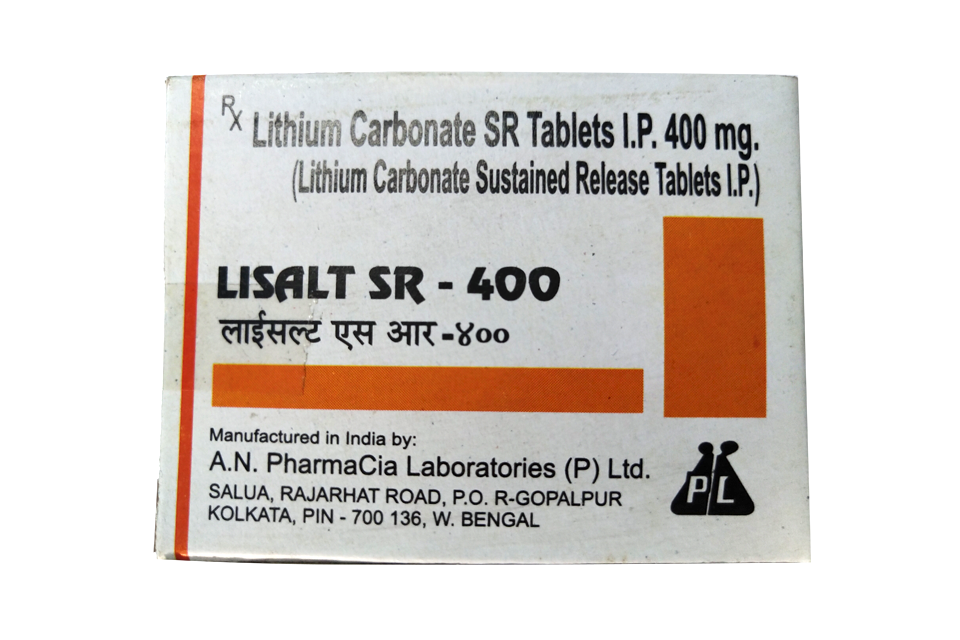 Rx Lithium Carbonate SR Tablets I.P. 400 mg.
(Lithium Carbonate Sustained Release Tablets I.P.)
LISALT SR - 400
लाईसल्ट एस आर -४००
Manufactured in India by:
A.N. PharmaCia Laboratories (P) Ltd.
SALUA, RAJARHAT ROAD, P.O. R-GOPALPUR
KOLKATA, PIN - 700 136, W. BENGAL
PL